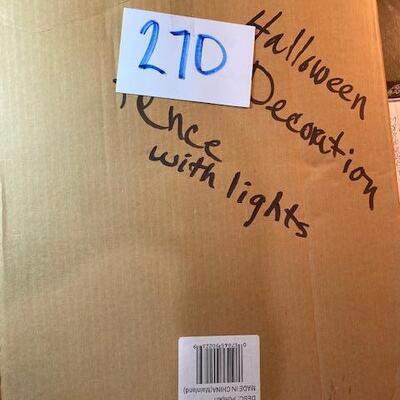 270
Halloween
Decoration
Fence
with lights
MADE IN CHINA(Mainland)